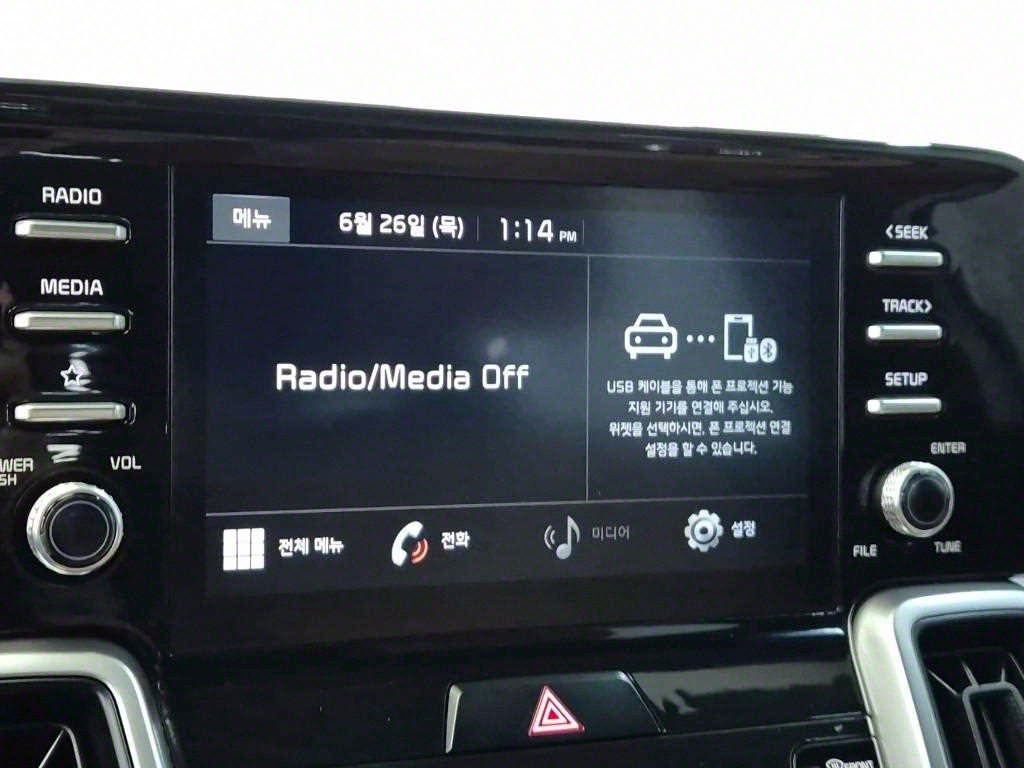 RADIO
MEDIA
VOL
메뉴
6월 26일 (목)
1:14 PM
Radio/Media Off
USB 케이블을 통해 폰 프로젝션 기능
지원 기기를 연결해 주십시오.
위젯을 선택하시면, 폰 프로젝션 연결
설정을 할 수 있습니다.
전체 메뉴
전화
미디어
설정
<SEEK
TRACK>
SETUP
ENTER
FILE
TUNE
FRONT